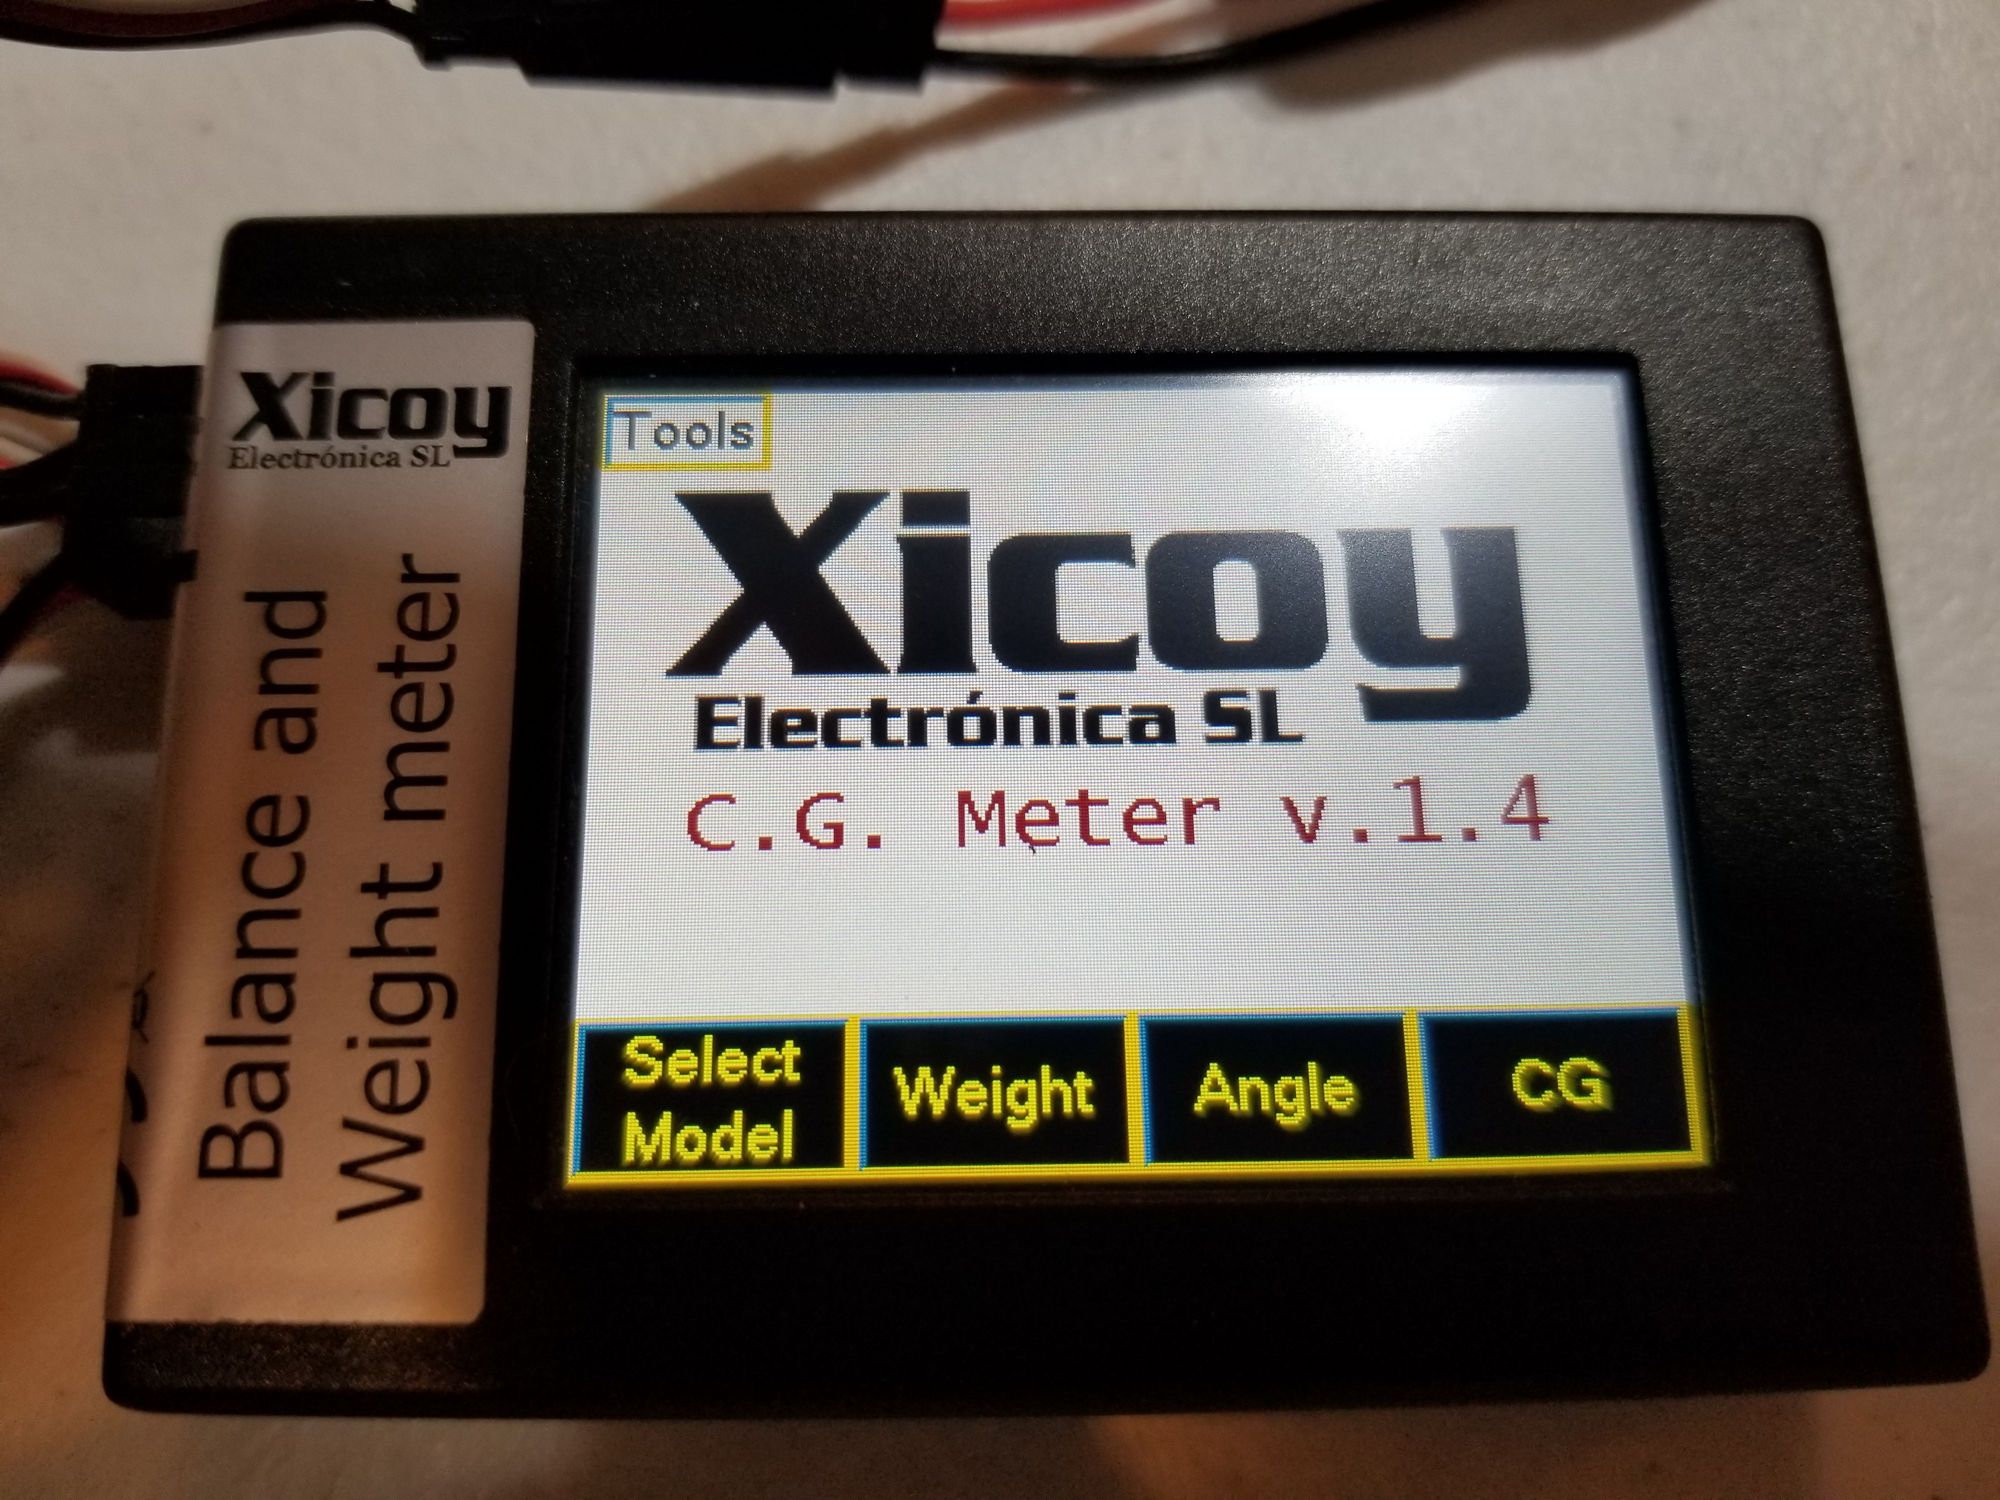 Xicoy
Electrónica SL
Balance and
Weight meter
Tools
Xicoy
Electrónica SL
C.G. Meter v.1.4
Select
Model
Weight
Angle
CG